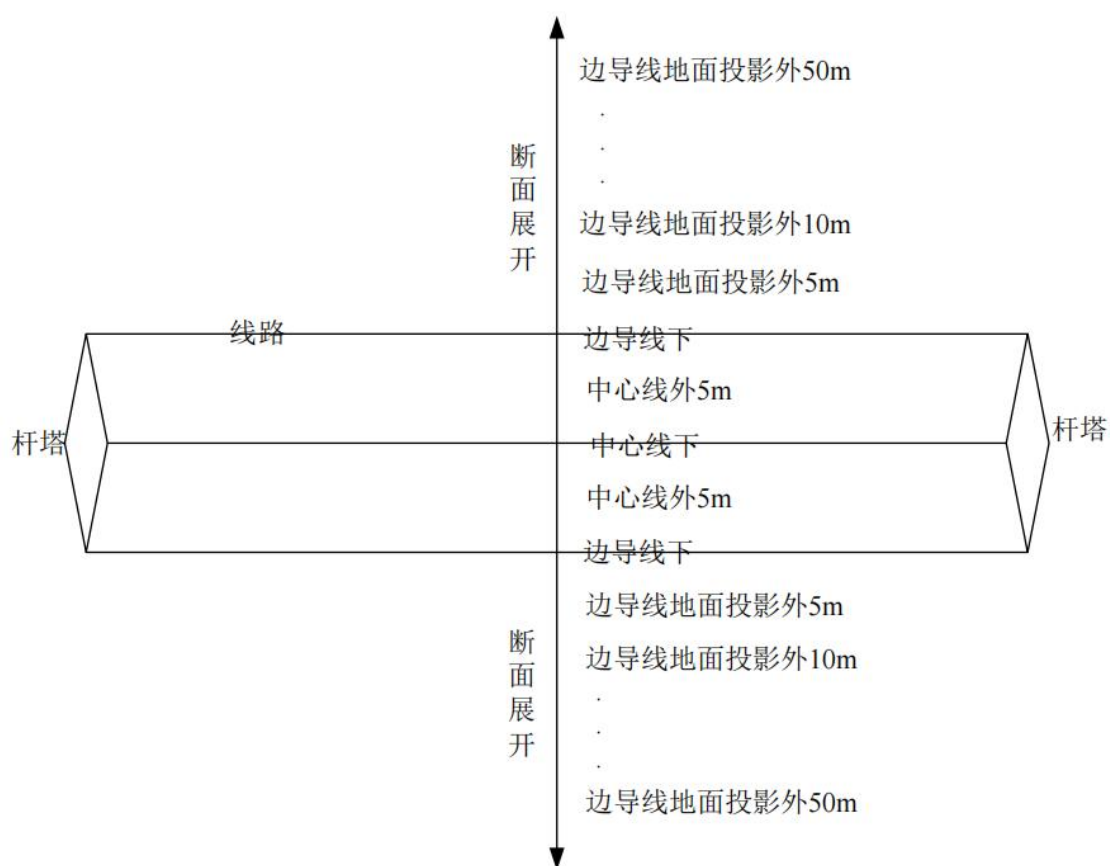 边导线地面投影外50m
.
.
.
断面展开
边导线地面投影外10m
边导线地面投影外5m
线路
边导线下
中心线外5m
杆塔
中心线下
杆塔
中心线外5m
边导线下
边导线地面投影外5m
断面展开
边导线地面投影外10m
.
.
.
边导线地面投影外50m